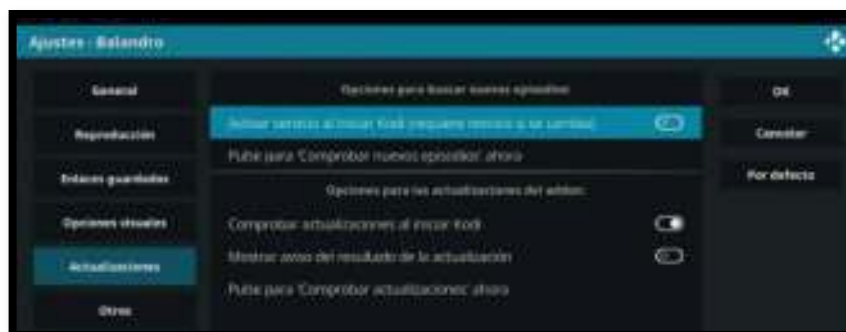 Ajustes - Balandro
General
Reproducción
Enlaces guardados
Opciones visuales
Actualizaciones
Otros
Opciones para buscar nuevos episodios
Activar servicio al iniciar Kodi (requiere reinicio si se cambia)
Pulse para 'Comprobar nuevos episodios' ahora
Opciones para las actualizaciones del addon
Comprobar actualizaciones al iniciar Kodi
Mostrar aviso del resultado de la actualización
Pulse para 'Comprobar actualizaciones' ahora
OK
Cancelar
Por defecto